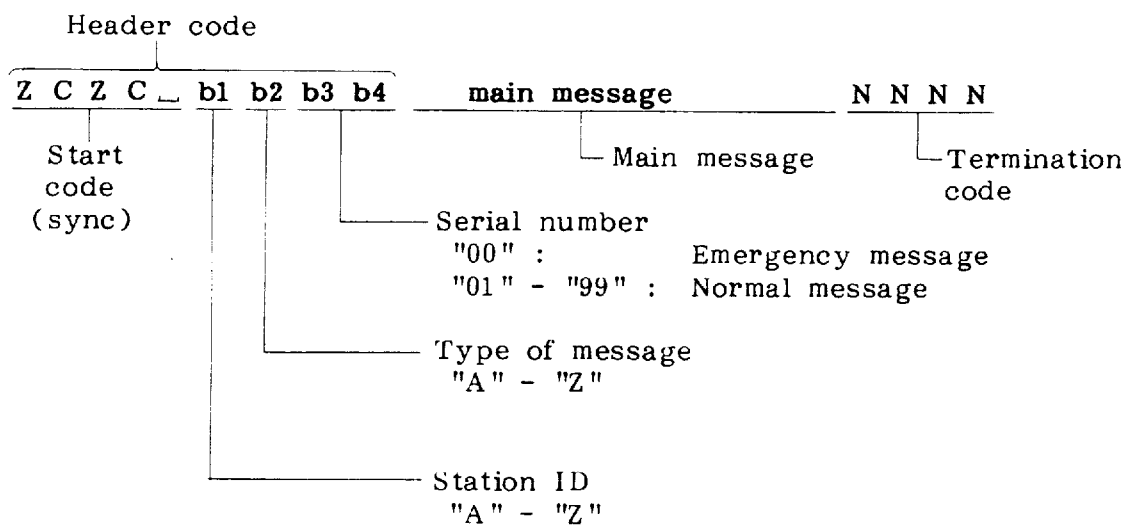 Header code
Z C Z C ⎵ b1 b2 b3 b4 main message N N N N
Start
code
(sync)
Main message
Termination
code
Serial number
"00" : Emergency message
"01" - "99" : Normal message
Type of message
"A" - "Z"
Station ID
"A" - "Z"